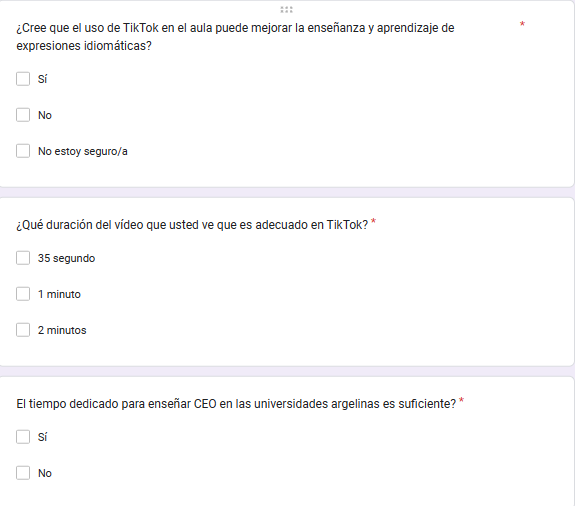 ¿Cree que el uso de TikTok en el aula puede mejorar la enseñanza y aprendizaje de *
expresiones idiomáticas?
Sí
No
No estoy seguro/a
¿Qué duración del vídeo que usted ve que es adecuado en TikTok? *
35 segundo
1 minuto
2 minutos
El tiempo dedicado para enseñar CEO en las universidades argelinas es suficiente? *
Sí
No